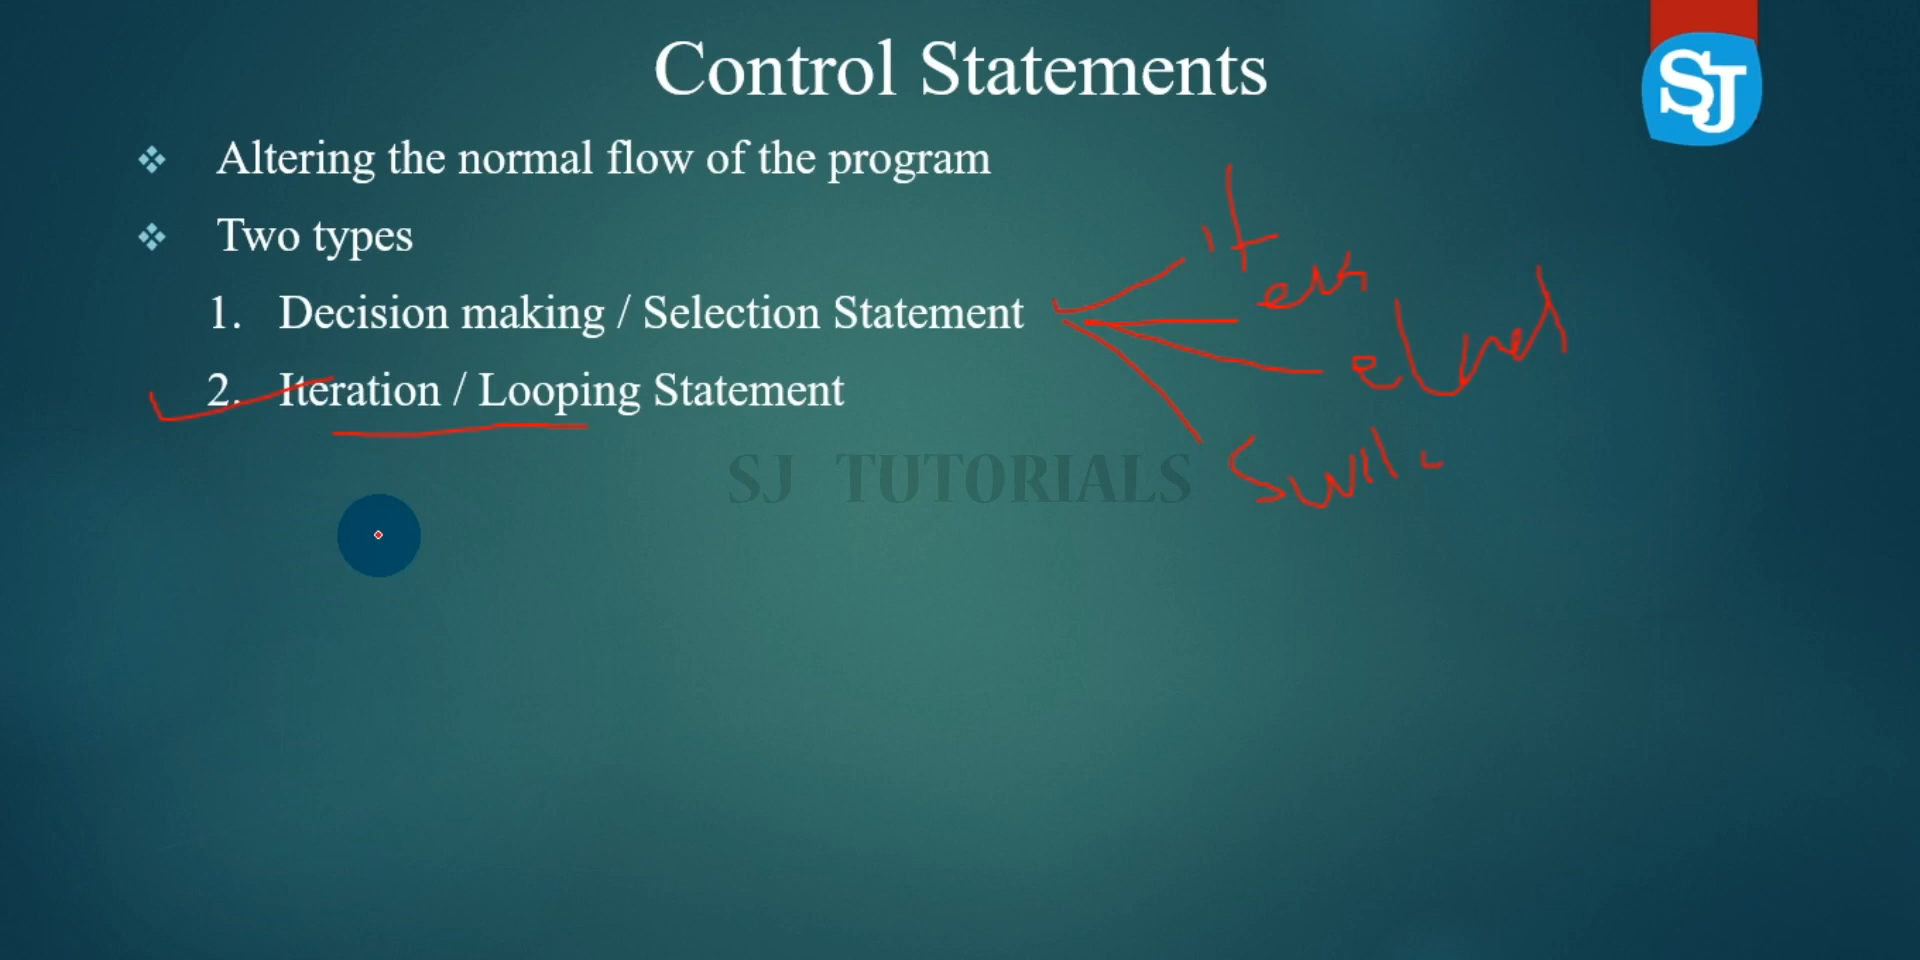 Control Statements
SJ
Altering the normal flow of the program
Two types
if
1. Decision making / Selection Statement
2. Iteration / Looping Statement
SJ TUTORIALS